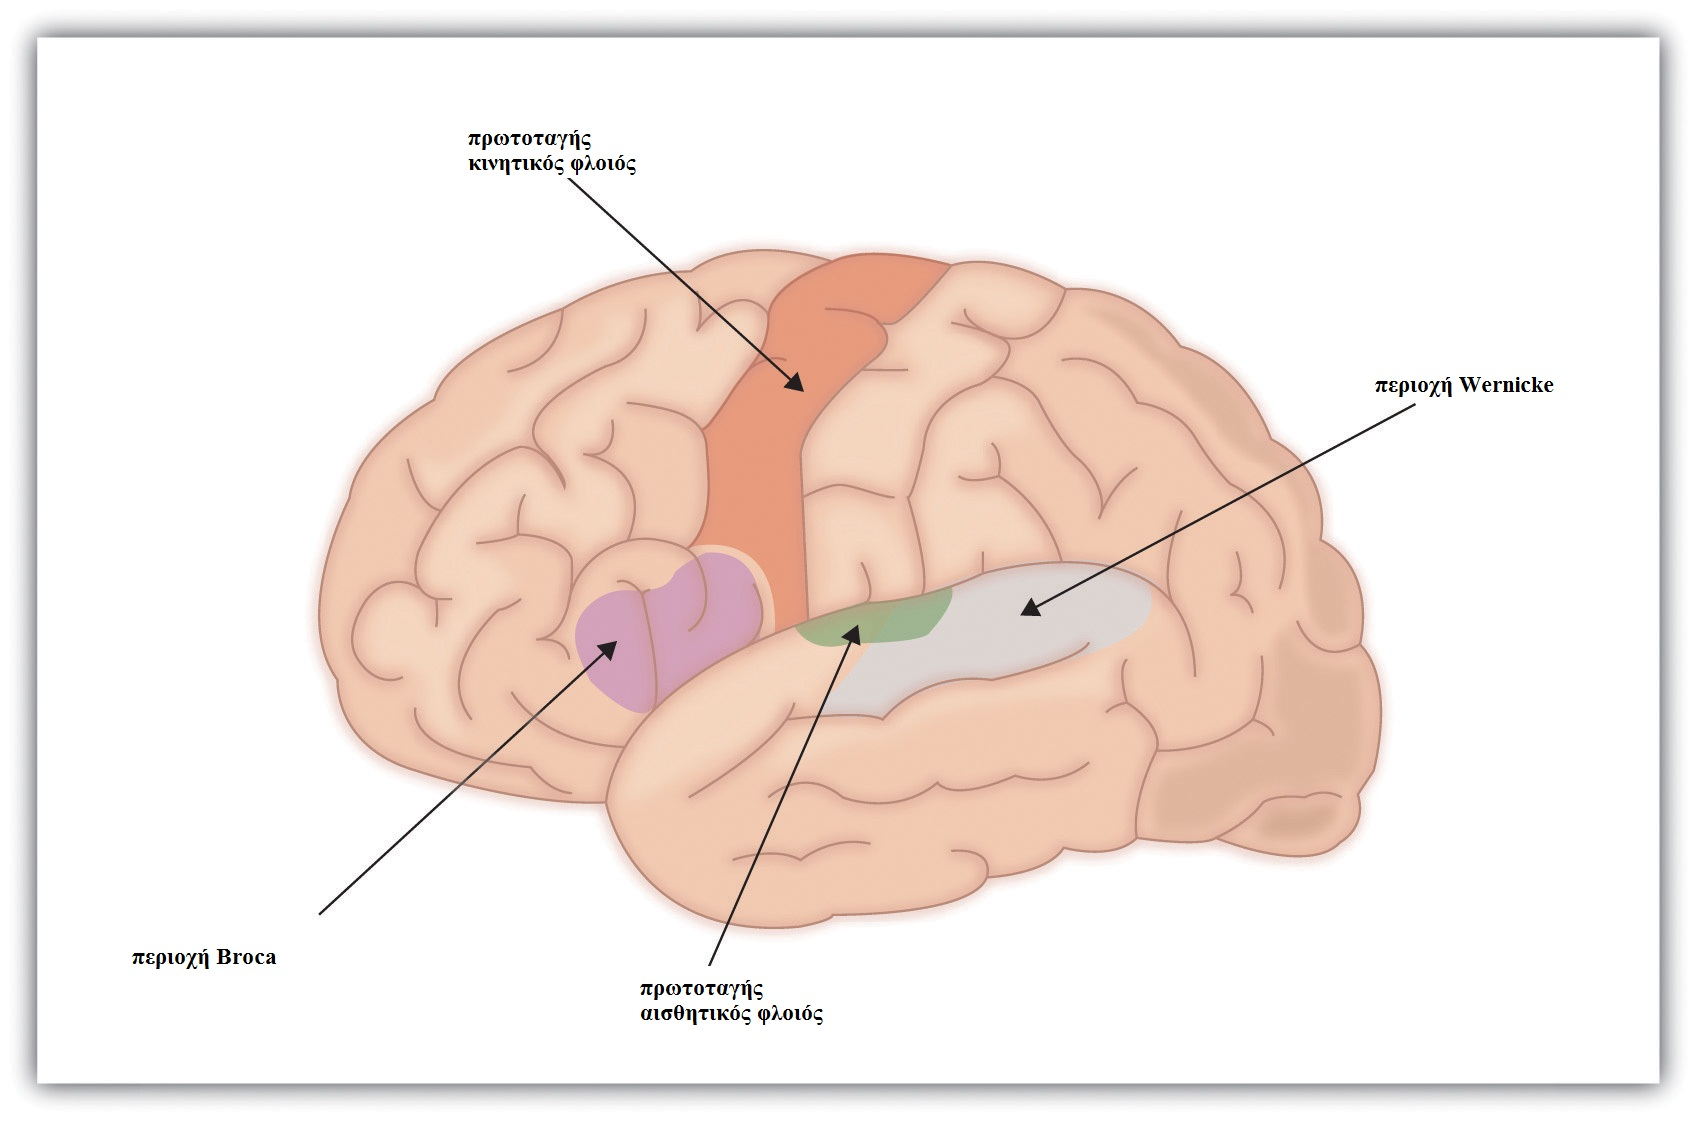 πρωτοταγής
κινητικός φλοιός
περιοχή Wernicke
περιοχή Broca
πρωτοταγής
αισθητικός φλοιός